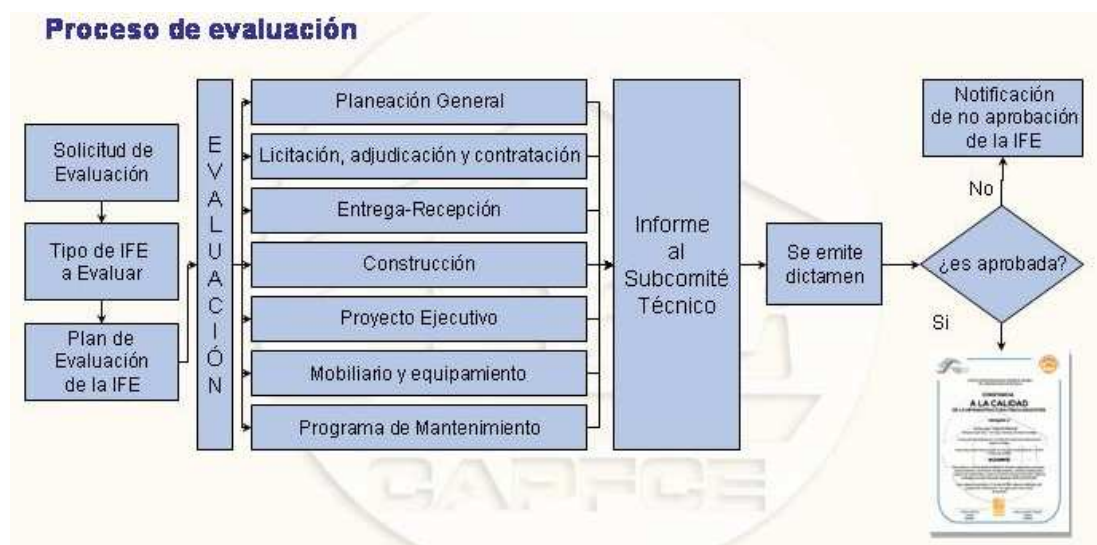 Proceso de evaluación
Solicitud de
Evaluación
Tipo de IFE
a Evaluar
Plan de
Evaluación
de la IFE
EVALUACIÓN
Planeación General
Licitación, adjudicación y contratación
Entrega-Recepción
Construcción
Proyecto Ejecutivo
Mobiliario y equipamiento
Programa de Mantenimiento
Informe
al
Subcomité
Técnico
Se emite
dictamen
¿es aprobada?
No
Notificación
de no aprobación
de la IFE
Si
CONSTANCIA
A LA CALIDAD
CAPFCE